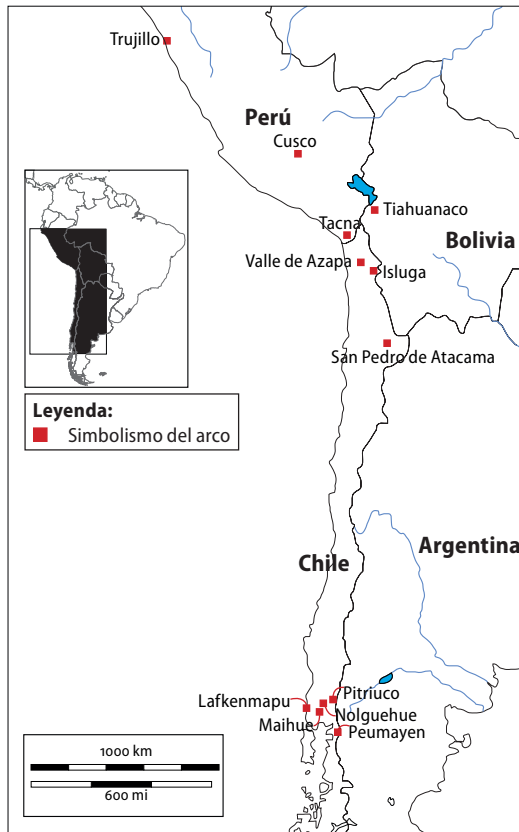 Trujillo
Perú
Cusco
Tiahuanaco
Tacna
Bolivia
Valle de Azapa
Isluga
San Pedro de Atacama
Leyenda:
Simbolismo del arco
Argentina
Chile
Pitriuco
Lafkenmapu
Nolguehue
Maihue
Peumayen
1000 km
600 mi